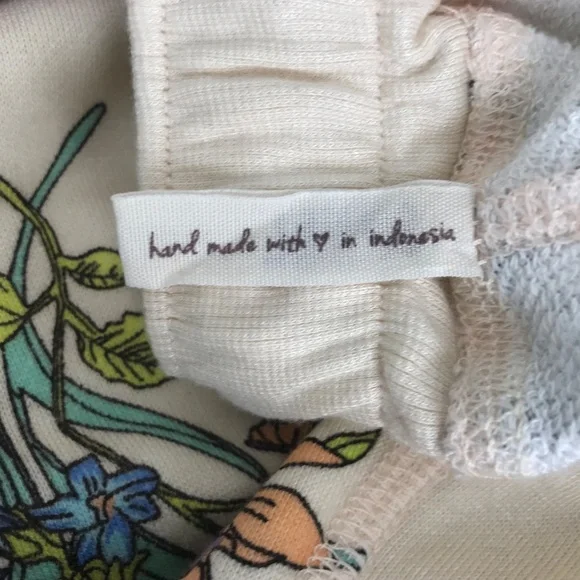 hand made with ♥ in indonesia